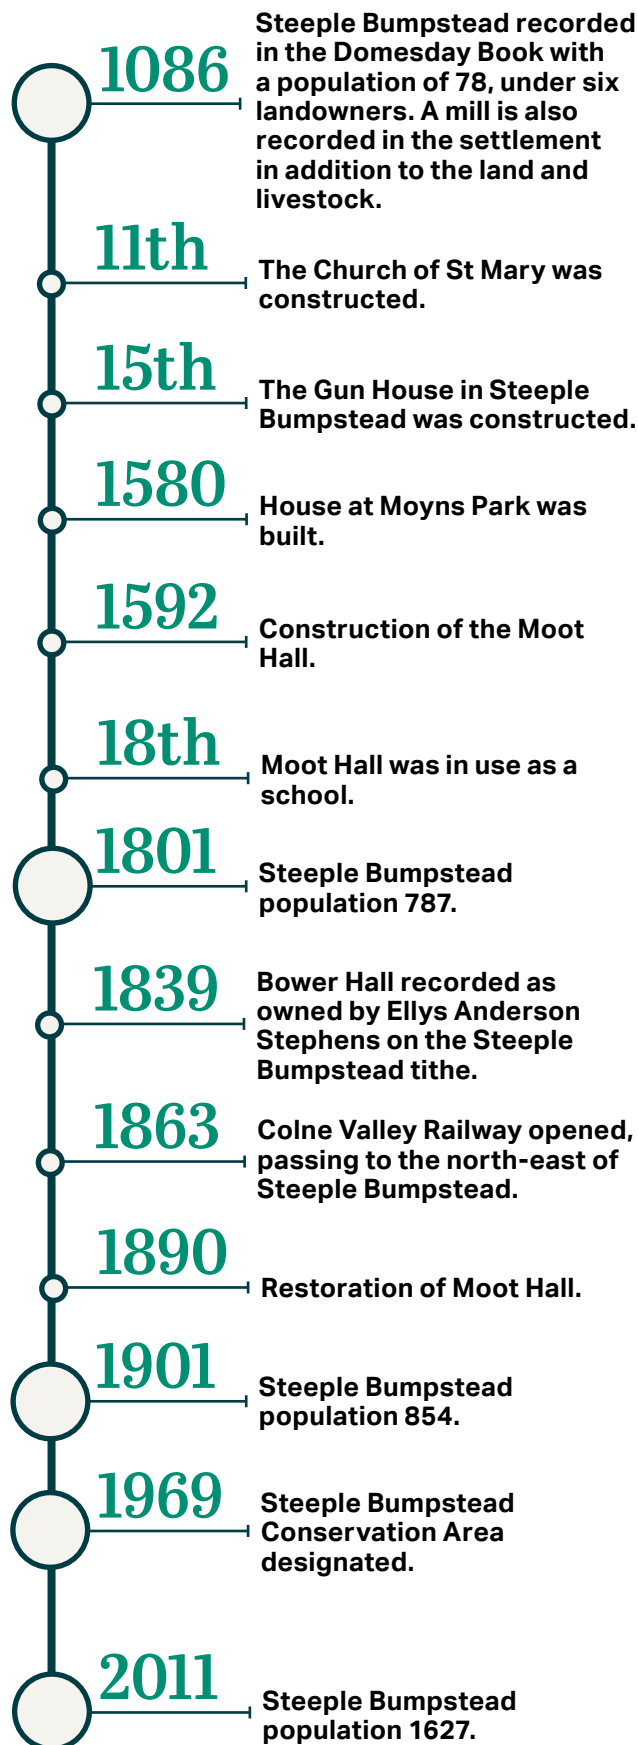 1086
Steeple Bumpstead recorded
in the Domesday Book with
a population of 78, under six
landowners. A mill is also
recorded in the settlement
in addition to the land and
livestock.
11th
The Church of St Mary was
constructed.
15th
The Gun House in Steeple
Bumpstead was constructed.
1580
House at Moyns Park was
built.
1592
Construction of the Moot
Hall.
18th
Moot Hall was in use as a
school.
1801
Steeple Bumpstead
population 787.
1839
Bower Hall recorded as
owned by Ellys Anderson
Stephens on the Steeple
Bumpstead tithe.
1863
Colne Valley Railway opened,
passing to the north-east of
Steeple Bumpstead.
1890
Restoration of Moot Hall.
1901
Steeple Bumpstead
population 854.
1969
Steeple Bumpstead
Conservation Area
designated.
2011
Steeple Bumpstead
population 1627.